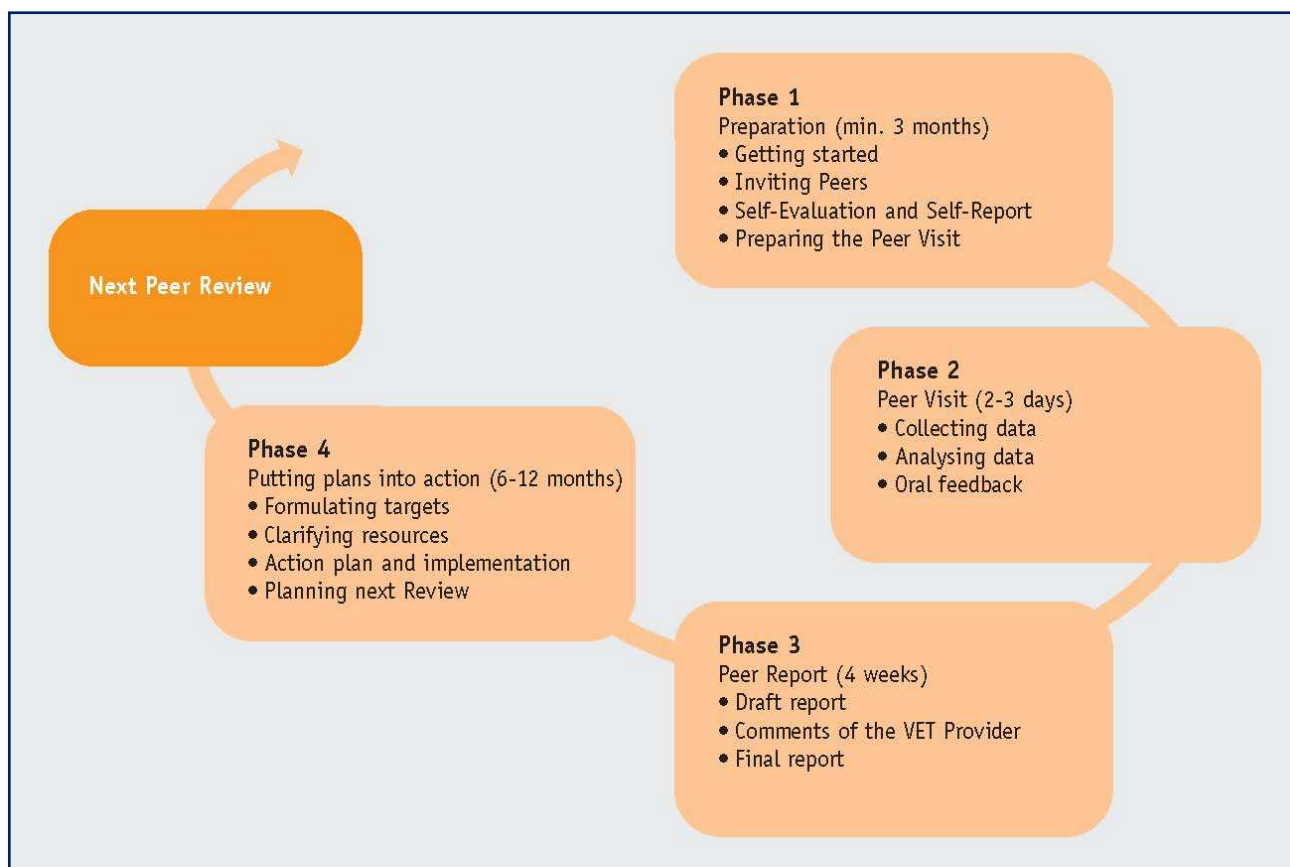 Phase 1
Preparation (min. 3 months)
• Getting started
• Inviting Peers
• Self-Evaluation and Self-Report
• Preparing the Peer Visit
Phase 2
Peer Visit (2-3 days)
• Collecting data
• Analysing data
• Oral feedback
Phase 3
Peer Report (4 weeks)
• Draft report
• Comments of the VET Provider
• Final report
Phase 4
Putting plans into action (6-12 months)
• Formulating targets
• Clarifying resources
• Action plan and implementation
• Planning next Review
Next Peer Review